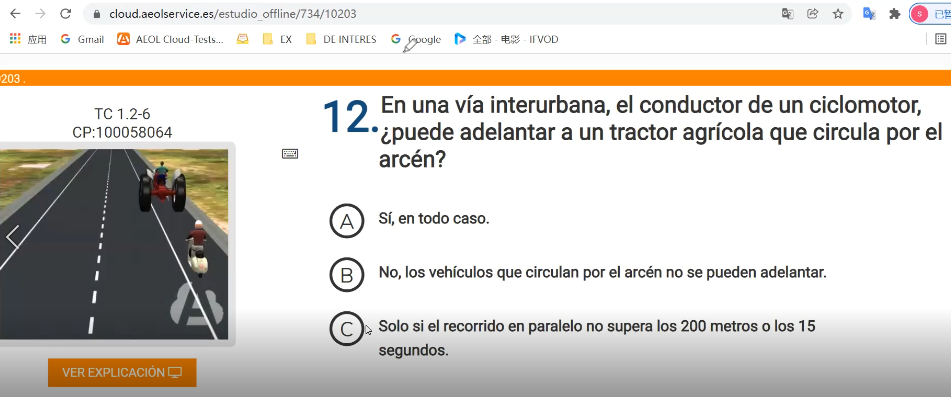 cloud.aeolservice.es/estudio_offline/734/10203
应用 Gmail AEOL Cloud-Tests... EX DE INTERES Google 全部 - 电影 - IFVOD
203 .
TC 1.2-6
CP:100058064
12. En una vía interurbana, el conductor de un ciclomotor,
¿puede adelantar a un tractor agrícola que circula por el
arcén?
A Sí, en todo caso.
B No, los vehículos que circulan por el arcén no se pueden adelantar.
C Solo si el recorrido en paralelo no supera los 200 metros o los 15
segundos.
VER EXPLICACIÓN